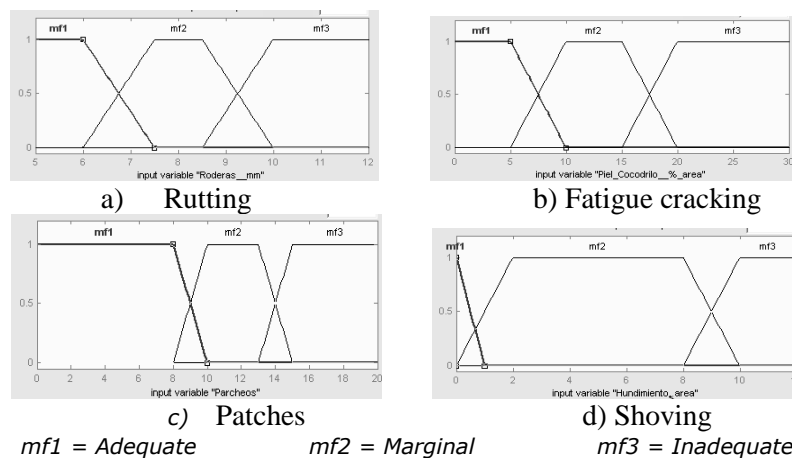 mf1 mf2 mf3
1
0.5
0
5 6 7 8 9 10 11 12
input variable "Roderas__mm"
a) Rutting
mf1 mf2 mf3
1
0.5
0
0 5 10 15 20 25 30
input variable "Piel_Cocodrilo__%_area"
b) Fatigue cracking
mf1 mf2 mf3
1
0.5
0
0 2 4 6 8 10 12 14 16 18 20
input variable "Parcheos"
c) Patches
mf1 mf2 mf3
1
0.5
0
0 2 4 6 8 10
input variable "Hundimiento_area"
d) Shoving
mf1 = Adequate mf2 = Marginal mf3 = Inadequate